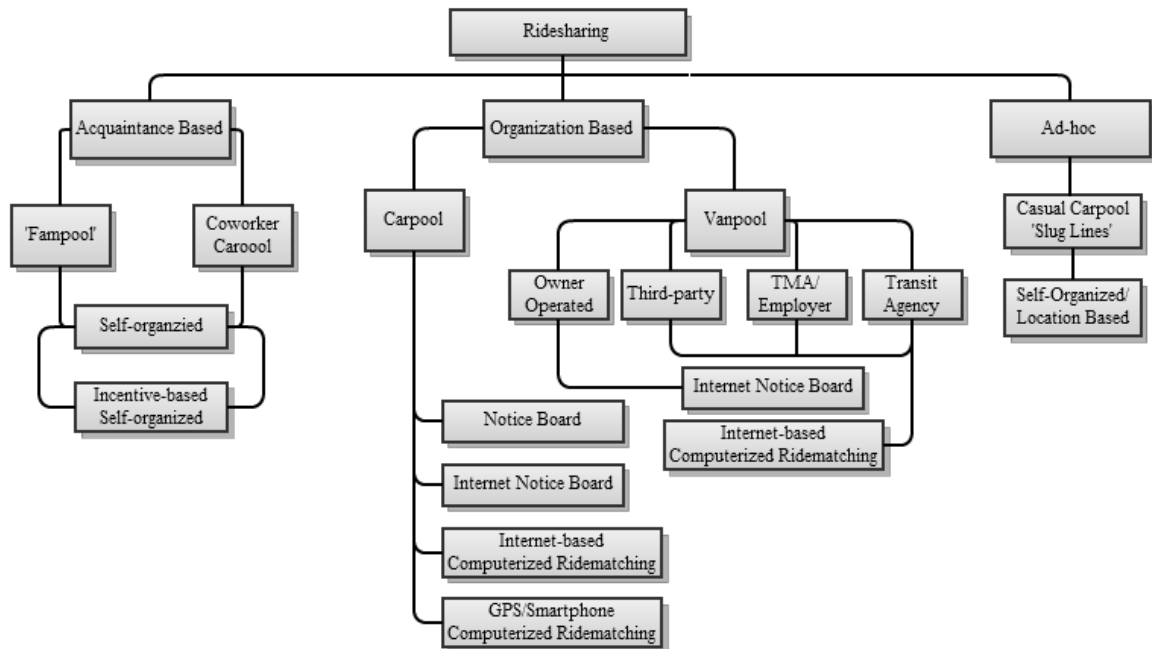 Ridesharing
Acquaintance Based
Organization Based
Ad-hoc
'Fampool'
Coworker
Caroool
Carpool
Vanpool
Casual Carpool
'Slug Lines'
Owner
Operated
Third-party
TMA/
Employer
Transit
Agency
Self-Organized/
Location Based
Self-organzied
Incentive-based
Self-organized
Internet Notice Board
Notice Board
Internet-based
Computerized Ridematching
Internet Notice Board
Internet-based
Computerized Ridematching
GPS/Smartphone
Computerized Ridematching